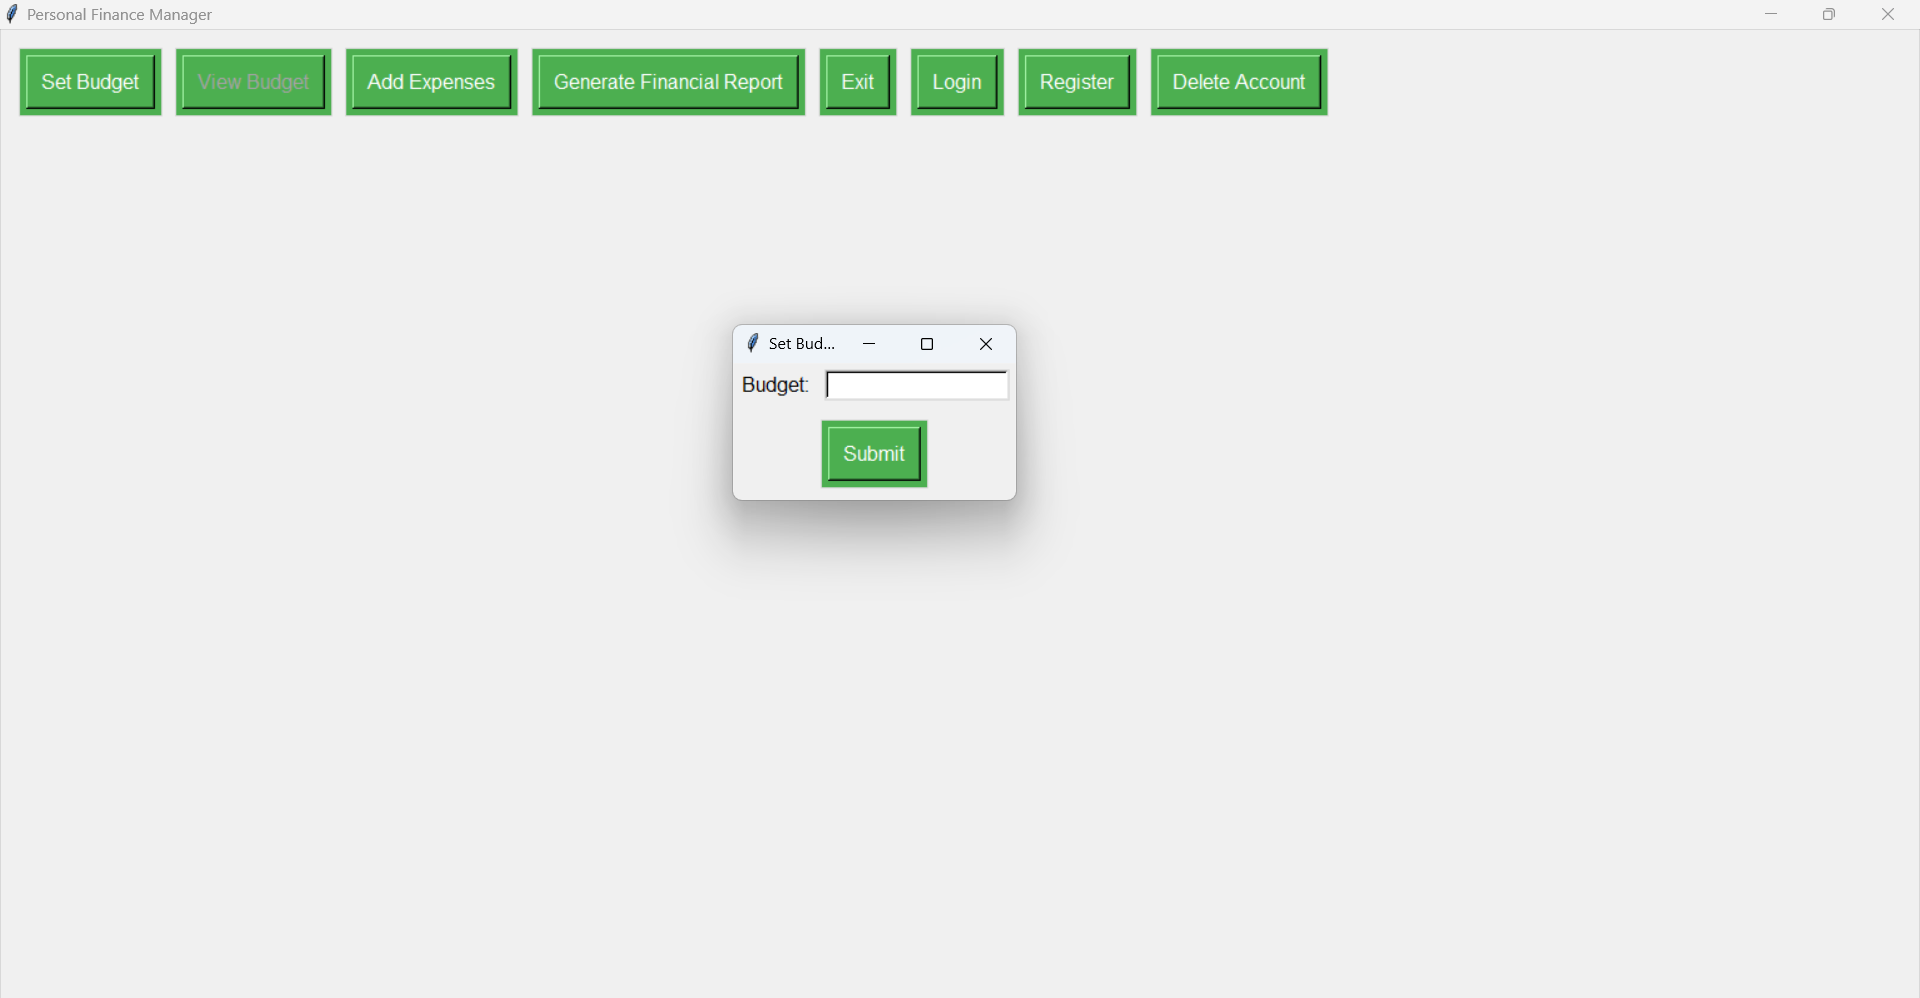 Personal Finance Manager
Set Budget View Budget Add Expenses Generate Financial Report Exit Login Register Delete Account
Set Bud...
Budget:
Submit